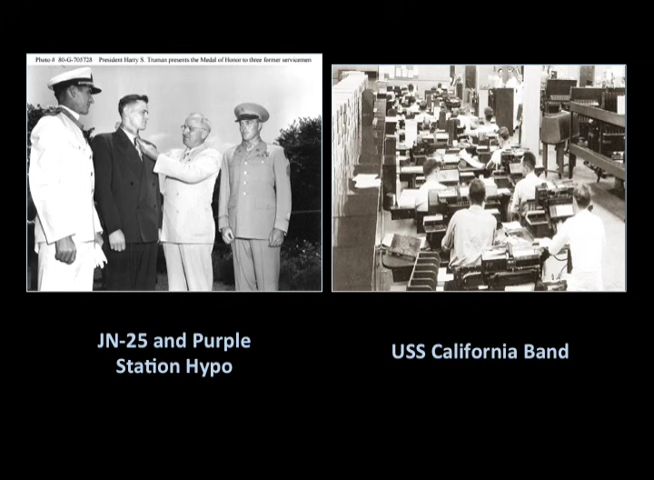 Photo # 80-G-705728 President Harry S. Truman presents the Medal of Honor to three former servicemen
JN-25 and Purple
Station Hypo
USS California Band